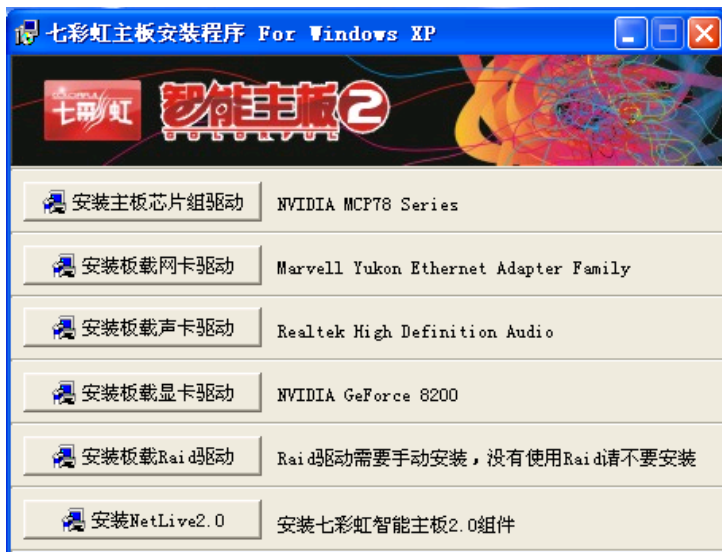 七彩虹主板安装程序 For Windows XP
COLORFUL
七彩虹 智能主板2
COLORFUL
安装主板芯片组驱动 NVIDIA MCP78 Series
安装板载网卡驱动 Marvell Yukon Ethernet Adapter Family
安装板载声卡驱动 Realtek High Definition Audio
安装板载显卡驱动 NVIDIA GeForce 8200
安装板载Raid驱动 Raid驱动需要手动安装，没有使用Raid请不要安装
安装NetLive2.0 安装七彩虹智能主板2.0组件